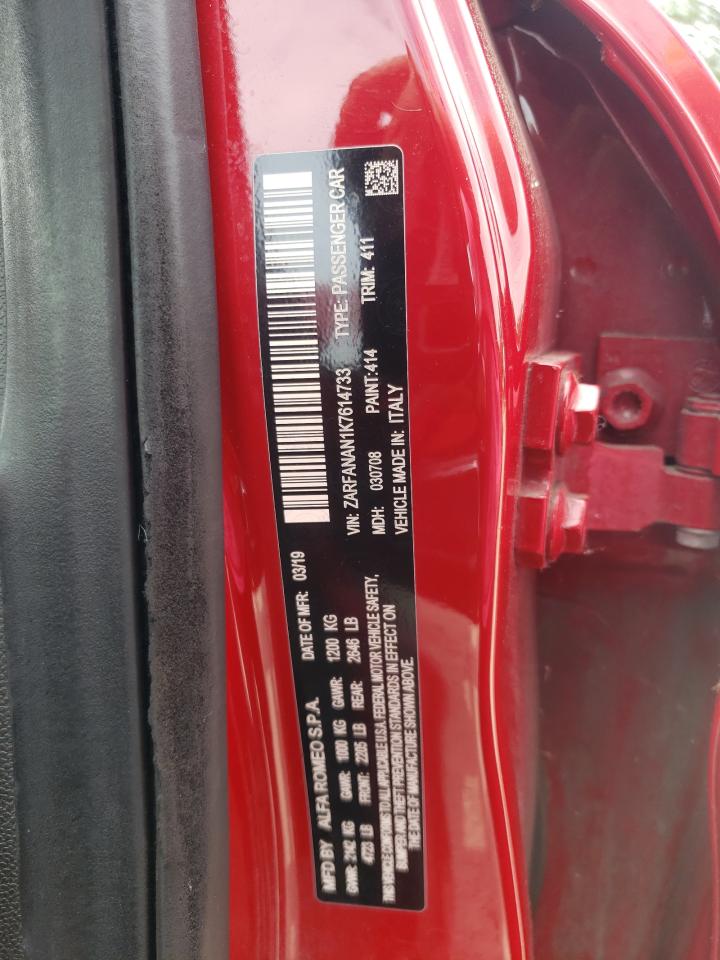 MFD BY ALFA ROMEO S.P.A. DATE OF MFR: 03/19
GVWR: 2142 KG GAWR: 1000 KG GAWR: 1200 KG
4723 LB FRONT: 2205 LB REAR: 2646 LB
THIS VEHICLE CONFORMS TO ALL APPLICABLE U.S.A. FEDERAL MOTOR VEHICLE SAFETY,
BUMPER AND THEFT PREVENTION STANDARDS IN EFFECT ON
THE DATE OF MANUFACTURE SHOWN ABOVE.
VIN: ZARFANAN1K7614733 TYPE: PASSENGER CAR
MDH: 030708 PAINT: 414 TRIM: 411
VEHICLE MADE IN: ITALY